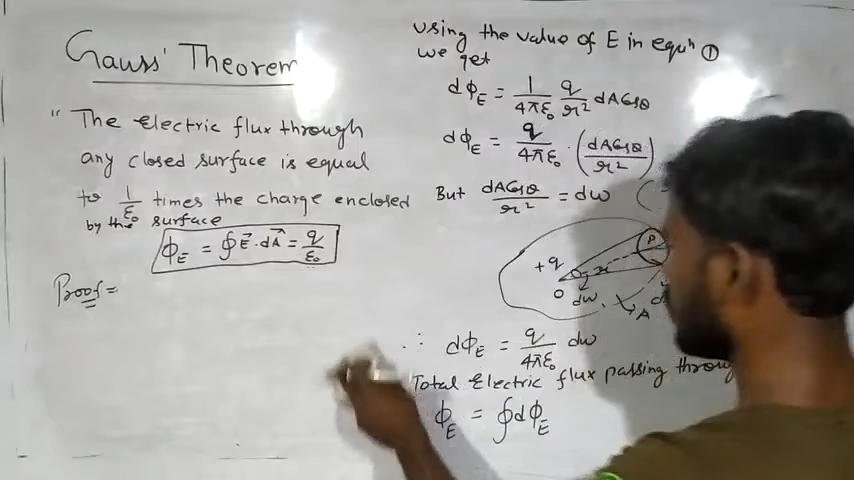 Gauss' Theorem
" The Electric flux through
any closed surface is equal
to 1/ε₀ times the charge enclosed
by the surface
ϕ_E = ∮ E⃗ · dA⃗ = q/ε₀
Proof =
using the value of E in equⁿ ①
we get
dϕ_E = 1/4πε₀ q/r² dA cosθ
dϕ_E = q/4πε₀ · (dA cosθ/r²)
But dA cosθ/r² = dω (
P
+q
r
O
dω
A
∴ dϕ_E = q/4πε₀ dω
Total Electric flux passing
ϕ_E = ∮ dϕ_E